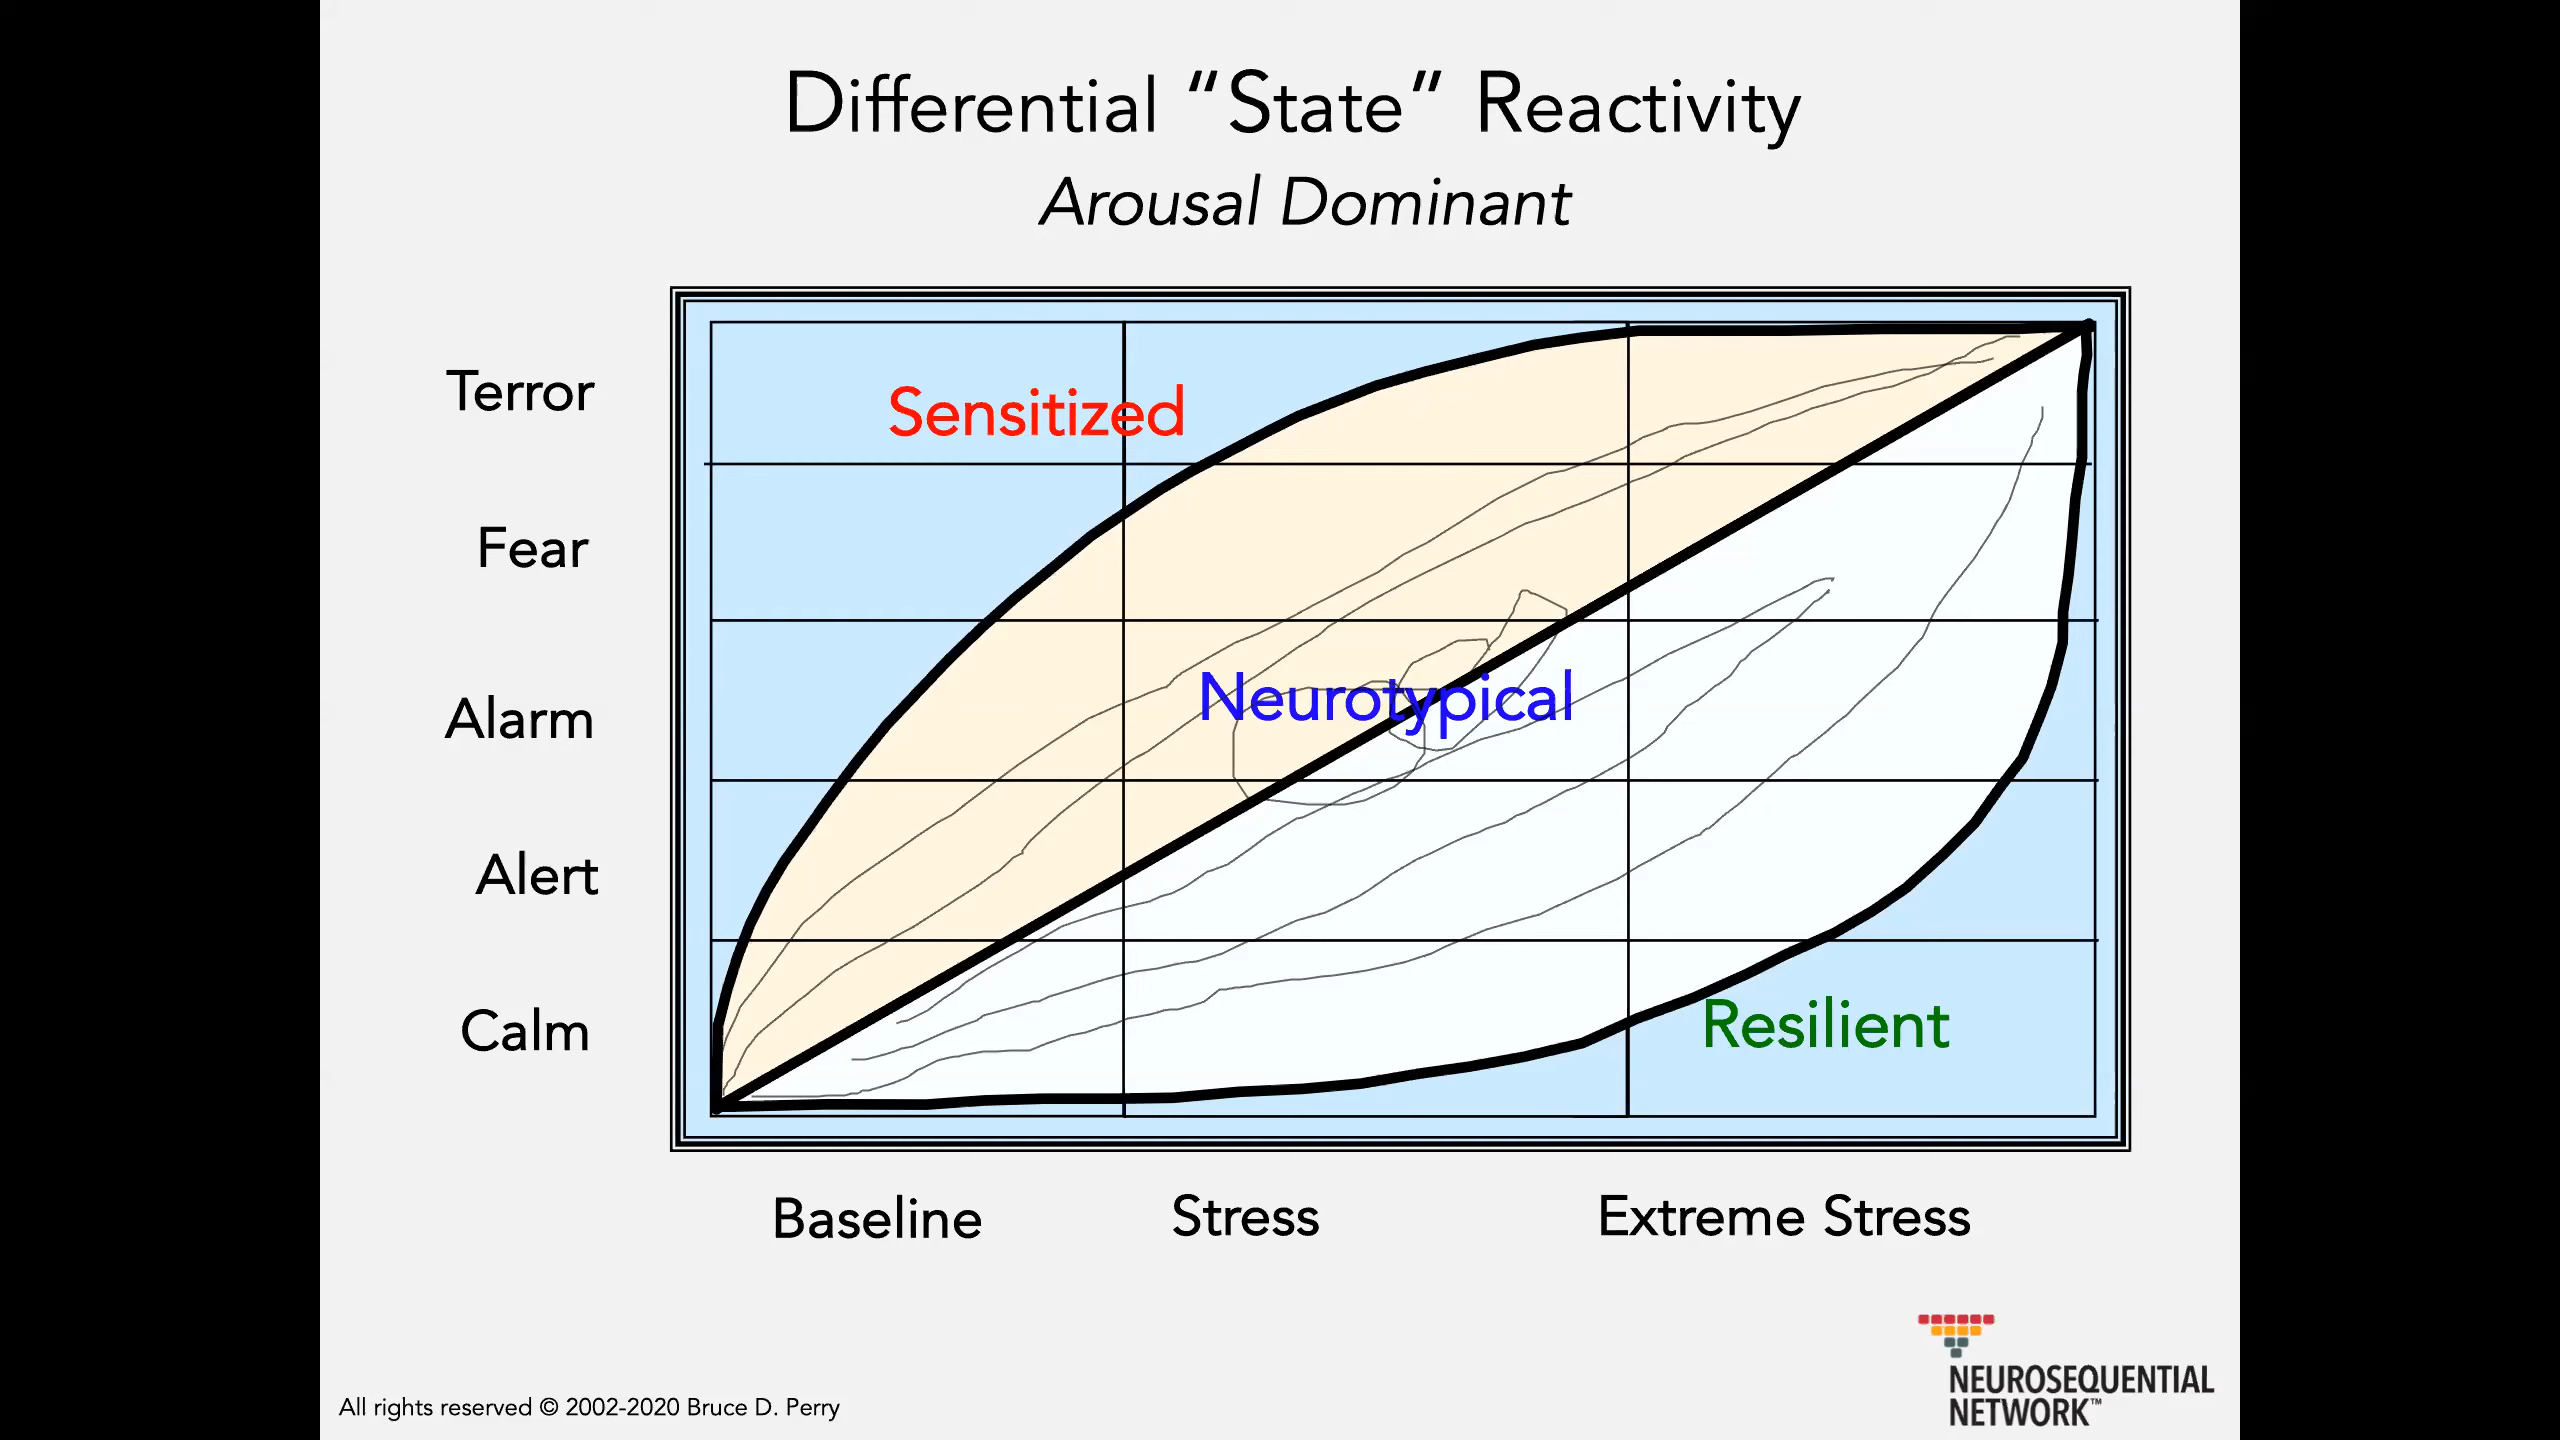 Differential “State” Reactivity
Arousal Dominant
Terror
Sensitized
Fear
Neurotypical
Alarm
Alert
Calm
Resilient
Baseline
Stress
Extreme Stress
NEUROSEQUENTIAL
NETWORK™
All rights reserved © 2002-2020 Bruce D. Perry